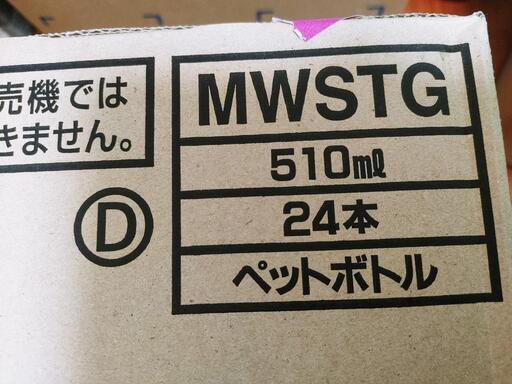 売機では
きません。
D
MWSTG
510ml
24本
ペットボトル